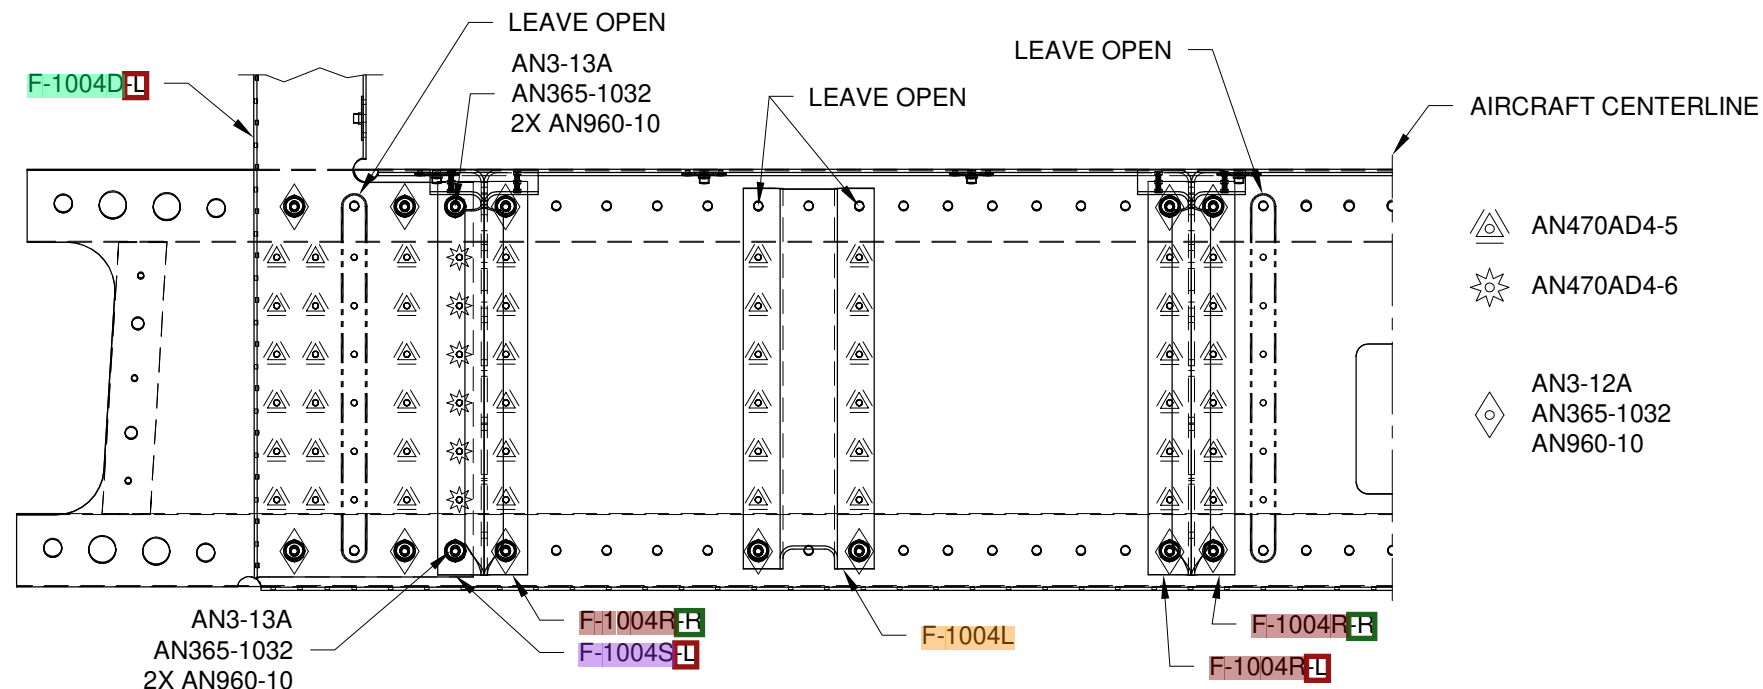 LEAVE OPEN
F-1004D-L
AN3-13A
AN365-1032
2X AN960-10
LEAVE OPEN
LEAVE OPEN
AIRCRAFT CENTERLINE
AN470AD4-5
AN470AD4-6
AN3-12A
AN365-1032
AN960-10
AN3-13A
AN365-1032
2X AN960-10
F-1004R-R
F-1004S-L
F-1004L
F-1004R-R
F-1004R-L